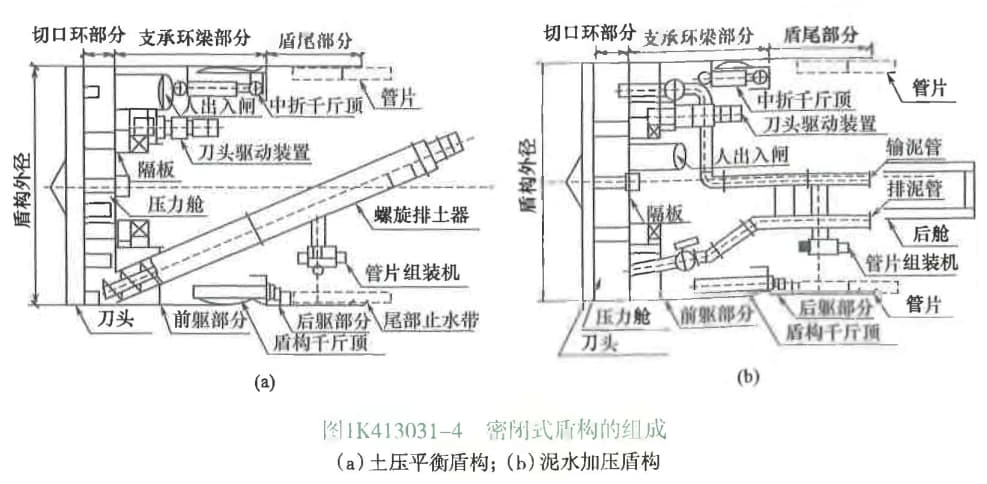 (a)
切口环部分
支承环梁部分
盾尾部分
管片
中折千斤顶
人出入闸
刀头驱动装置
隔板
盾构外径
压力舱
螺旋排土器
管片组装机
刀头
前躯部分
后躯部分
尾部止水带
盾构千斤顶
(a)
(b)
切口环部分
支承环梁部分
盾尾部分
管片
中折千斤顶
刀头驱动装置
输泥管
人出入闸
排泥管
盾构外径
隔板
后舱
管片组装机
压力舱
前躯部分
后躯部分
管片
盾构千斤顶
刀头
(b)
图1K413031-4 密闭式盾构的组成
(a)土压平衡盾构；(b)泥水加压盾构